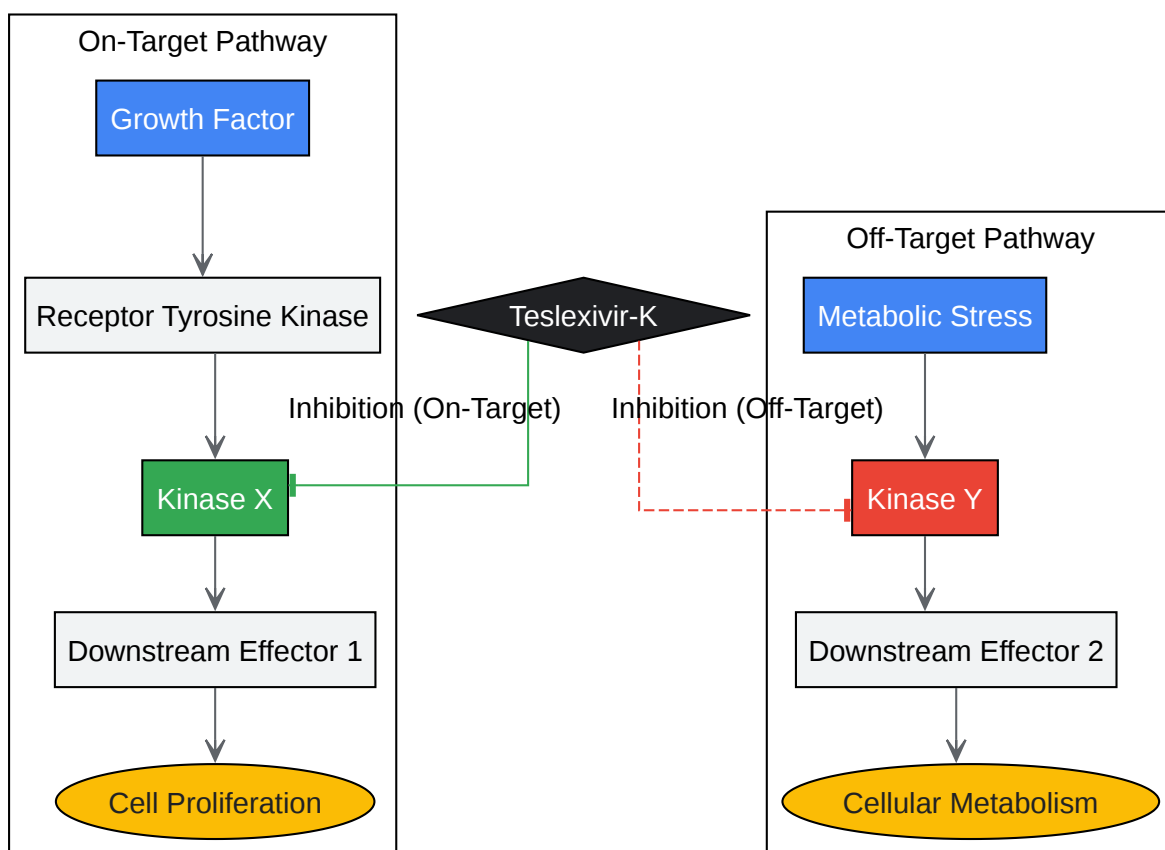 On-Target Pathway
Growth Factor
Receptor Tyrosine Kinase
Kinase X
Downstream Effector 1
Cell Proliferation
Teslexivir-K
Inhibition (On-Target)
Inhibition (Off-Target)
Off-Target Pathway
Metabolic Stress
Kinase Y
Downstream Effector 2
Cellular Metabolism